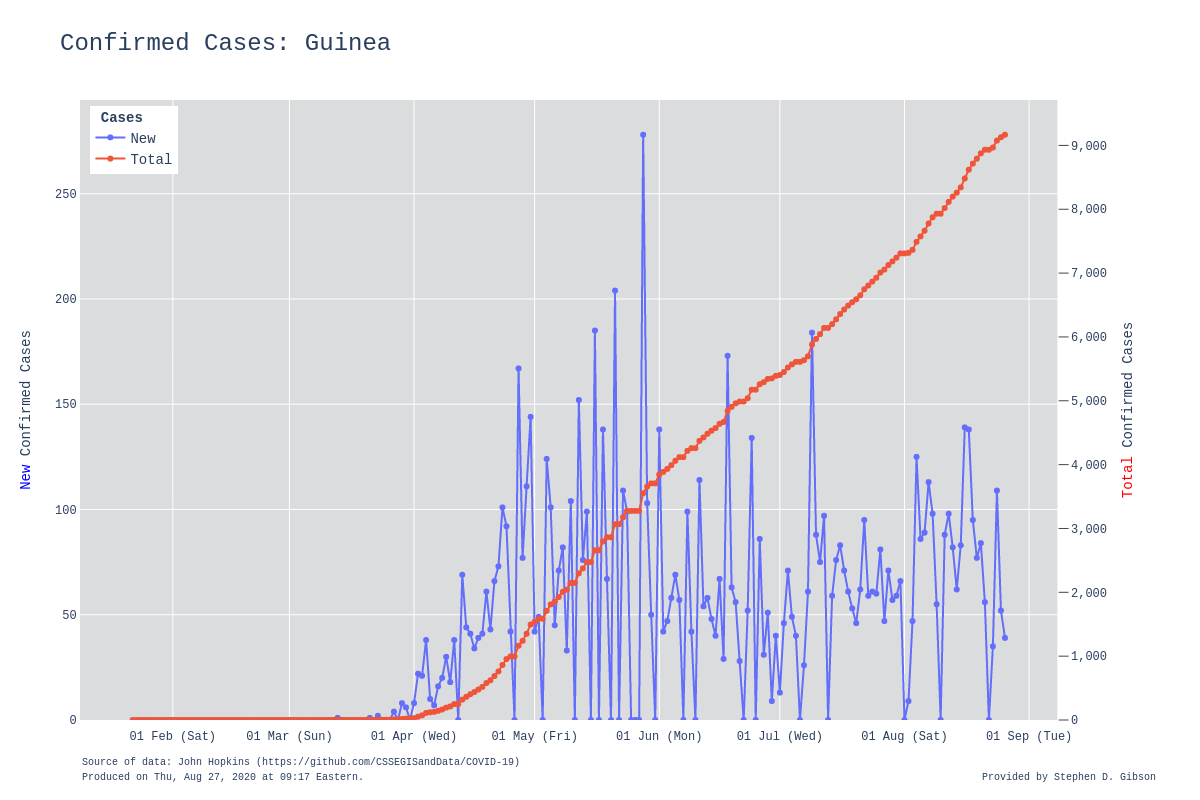 Confirmed Cases: Guinea
Cases
New
Total
250
200
150
100
50
0
9,000
8,000
7,000
6,000
5,000
4,000
3,000
2,000
1,000
0
New Confirmed Cases
Total Confirmed Cases
01 Feb (Sat) 01 Mar (Sun) 01 Apr (Wed) 01 May (Fri) 01 Jun (Mon) 01 Jul (Wed) 01 Aug (Sat) 01 Sep (Tue)
Source of data: John Hopkins (https://github.com/CSSEGISandData/COVID-19)
Produced on Thu, Aug 27, 2020 at 09:17 Eastern.
Provided by Stephen D. Gibson